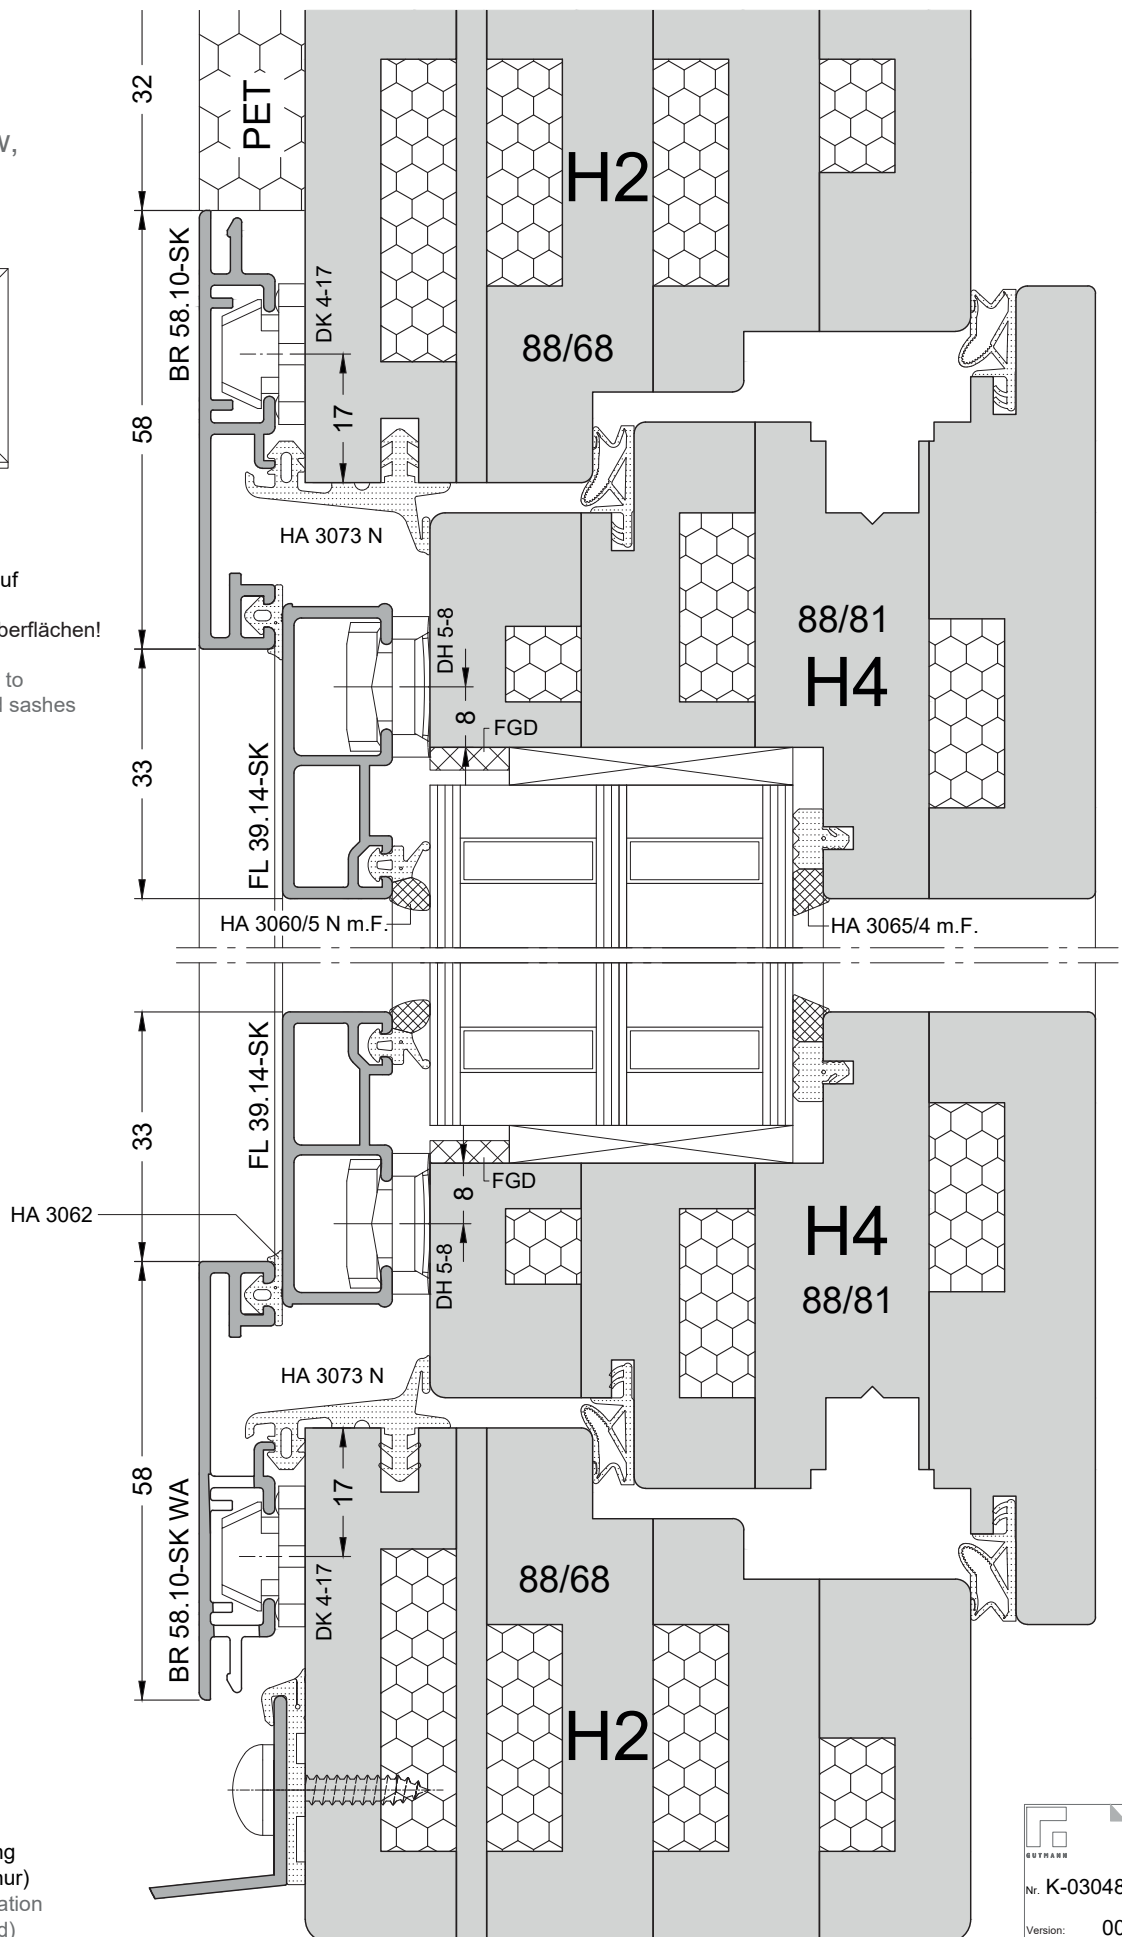 32
PET
H2
BR 58.10-SK
DK 4-17
88/68
58
17
HA 3073 N
uf
berflächen!
to
sashes
88/81
H4
DH 5-8
8
FGD
33
FL 39.14-SK
HA 3060/5 N m.F.
HA 3065/4 m.F.
FL 39.14-SK
33
8
FGD
HA 3062
H4
DH 5-8
88/81
HA 3073 N
58
17
BR 58.10-SK WA
DK 4-17
88/68
H2
ng
nur)
ation
d)
GUTMANN
Nr. K-03048
Version: 00